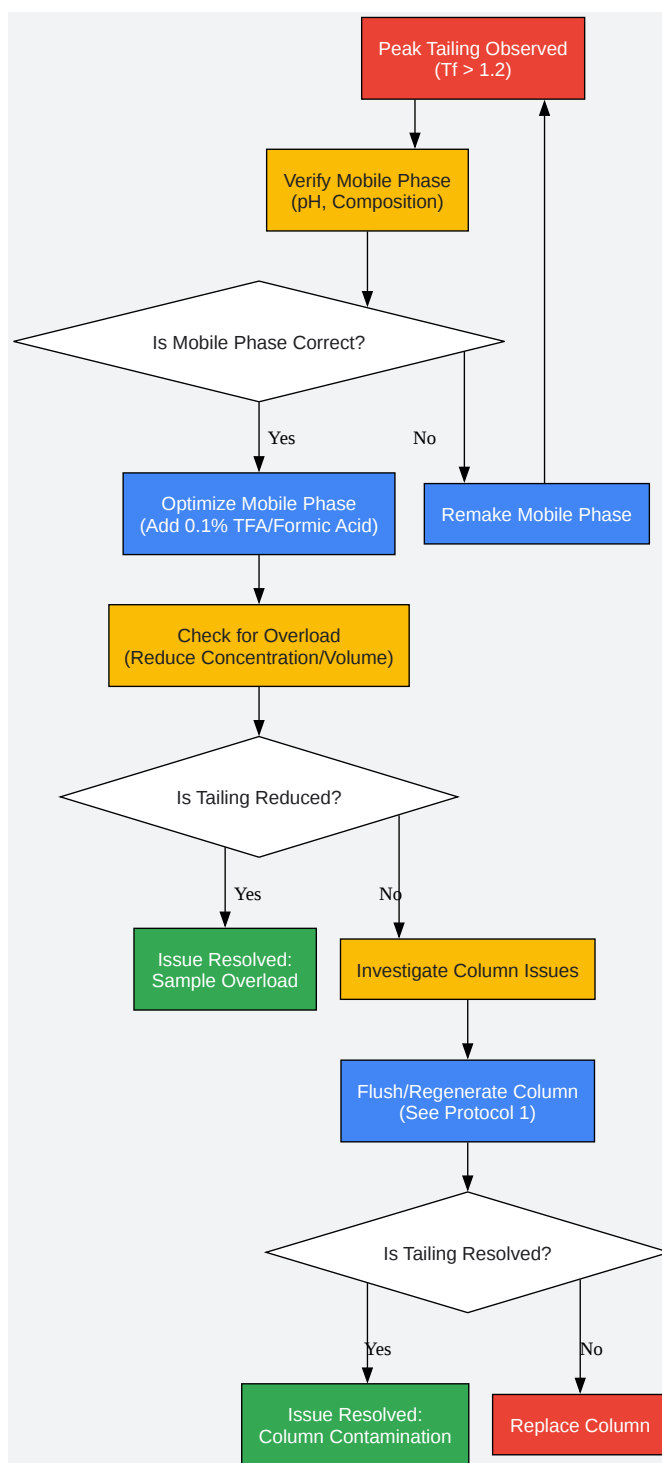 Peak Tailing Observed
(Tf > 1.2)
Verify Mobile Phase
(pH, Composition)
Is Mobile Phase Correct?
Yes
No
Optimize Mobile Phase
(Add 0.1% TFA/Formic Acid)
Remake Mobile Phase
Check for Overload
(Reduce Concentration/Volume)
Is Tailing Reduced?
Yes
No
Issue Resolved:
Sample Overload
Investigate Column Issues
Flush/Regenerate Column
(See Protocol 1)
Is Tailing Resolved?
Yes
No
Issue Resolved:
Column Contamination
Replace Column